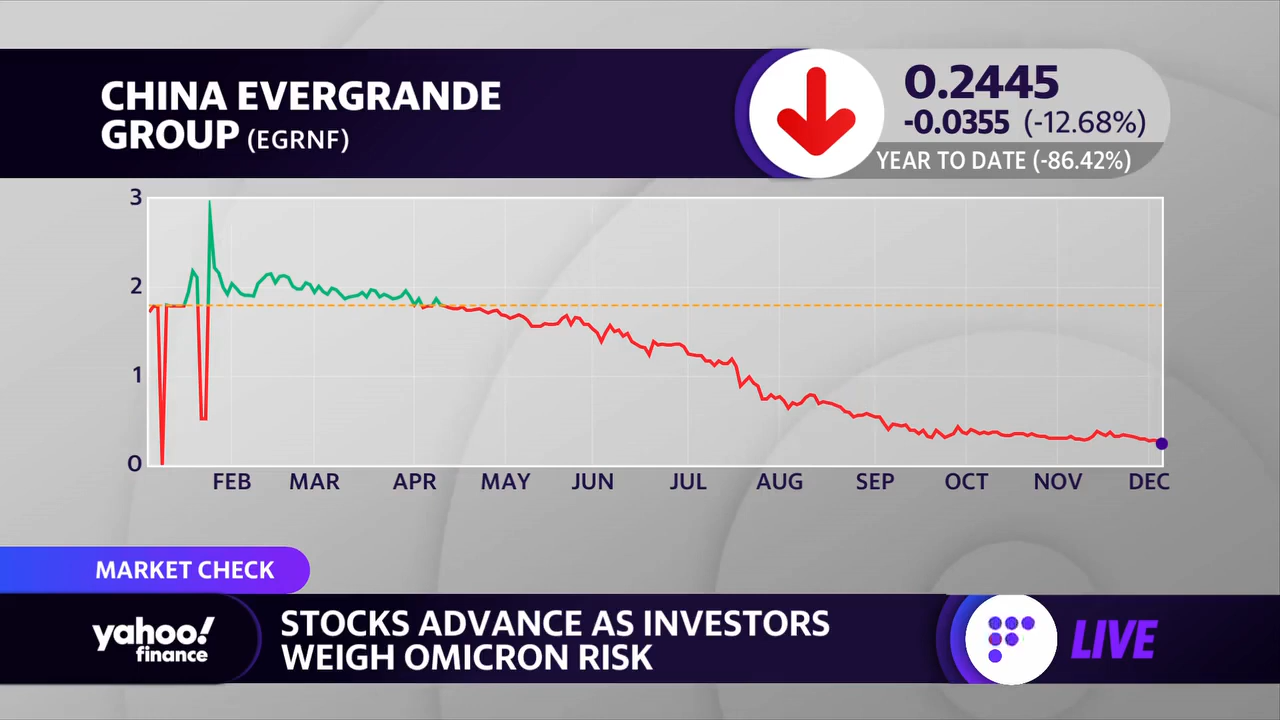 CHINA EVERGRANDE
GROUP (EGRNF)
0.2445
-0.0355 (-12.68%)
YEAR TO DATE (-86.42%)
3
2
1
0
FEB MAR APR MAY JUN JUL AUG SEP OCT NOV DEC
MARKET CHECK
yahoo!
finance
STOCKS ADVANCE AS INVESTORS
WEIGH OMICRON RISK
LIVE